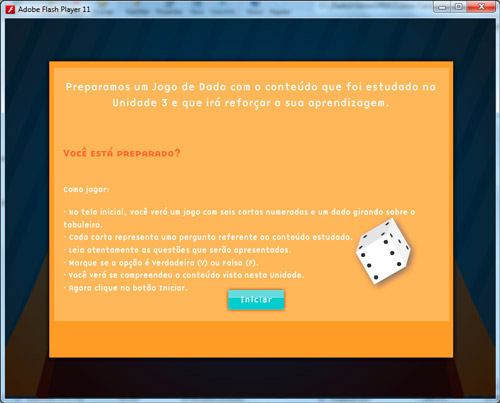 Adobe Flash Player 11
Preparamos um Jogo de Dado com o conteúdo que foi estudado na
Unidade 3 e que irá reforçar a sua aprendizagem.
Você está preparado?
Como jogar:
• Na tela inicial, você verá um jogo com seis cartas numeradas e um dado girando sobre o
tabuleiro.
• Cada carta representa uma pergunta referente ao conteúdo estudado.
• Leia atentamente as questões que serão apresentadas.
• Marque se a opção é Verdadeira (V) ou Falsa (F).
• Você verá se compreendeu o conteúdo visto nesta unidade.
• Agora clique no botão Iniciar.
Iniciar